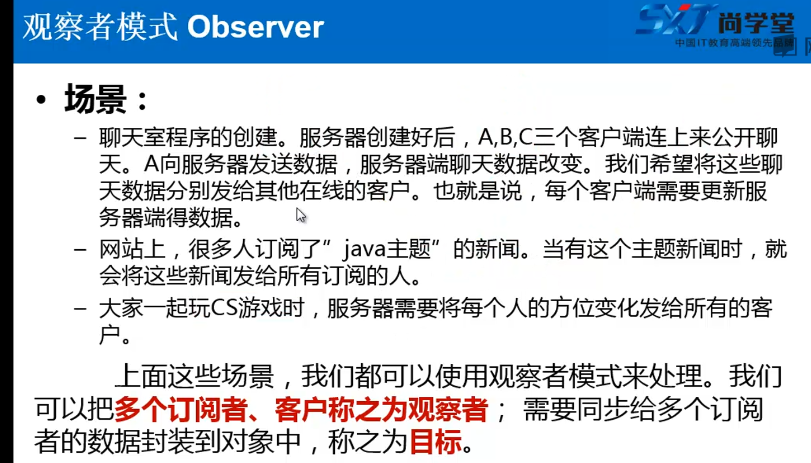 观察者模式 Observer
SXT 尚学堂
中国IT教育高端领先品牌
• 场景：
– 聊天室程序的创建。服务器创建好后，A,B,C三个客户端连上来公开聊
天。A向服务器发送数据，服务器端聊天数据改变。我们希望将这些聊
天数据分别发给其他在线的客户。也就是说，每个客户端需要更新服
务器端得数据。
– 网站上，很多人订阅了”java主题”的新闻。当有这个主题新闻时，就
会将这些新闻发给所有订阅的人。
– 大家一起玩CS游戏时，服务器需要将每个人的方位变化发给所有的客
户。
上面这些场景，我们都可以使用观察者模式来处理。我们
可以把多个订阅者、客户称之为观察者； 需要同步给多个订阅
者的数据封装到对象中，称之为目标。